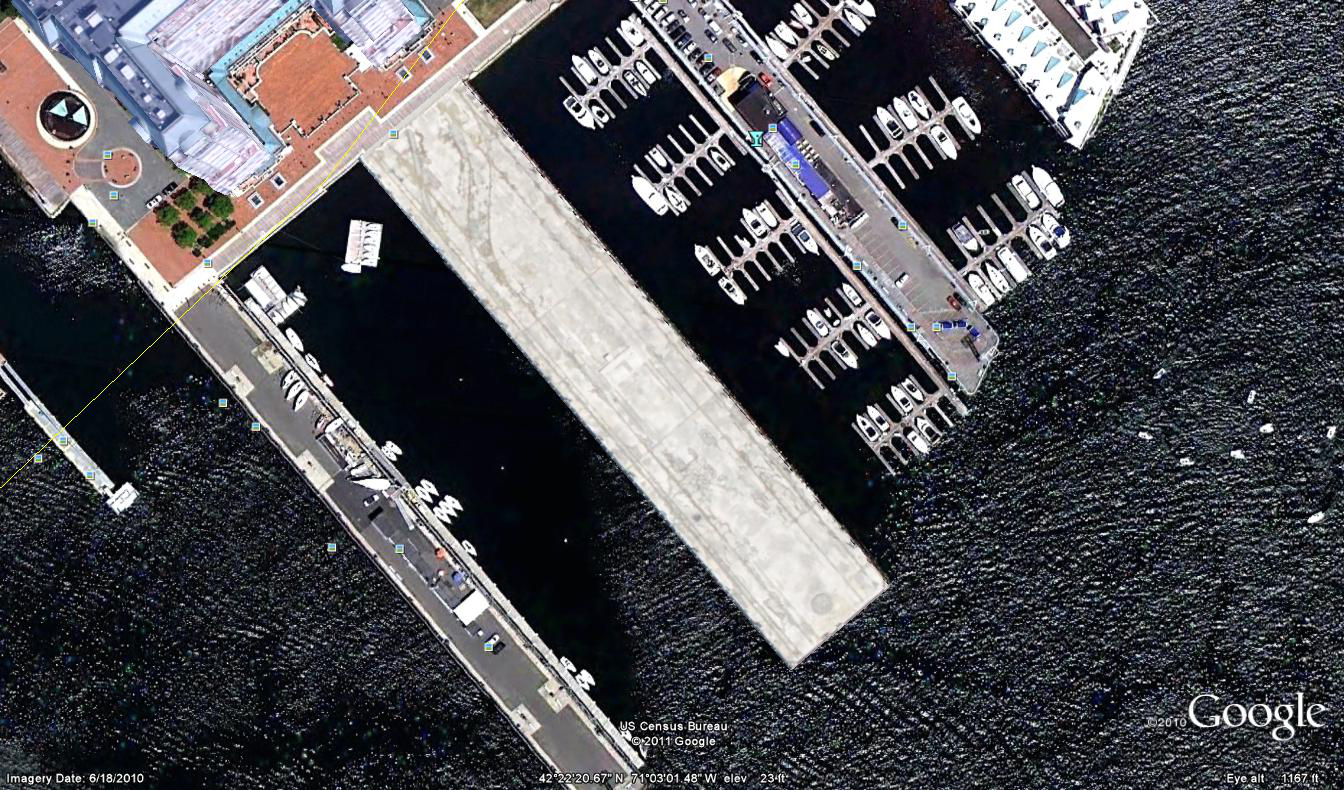 ©2010 Google
US Census Bureau
© 2011 Google
Imagery Date: 6/18/2010 42°22'20.67" N 71°03'01.48" W elev 23 ft Eye alt 1167 ft